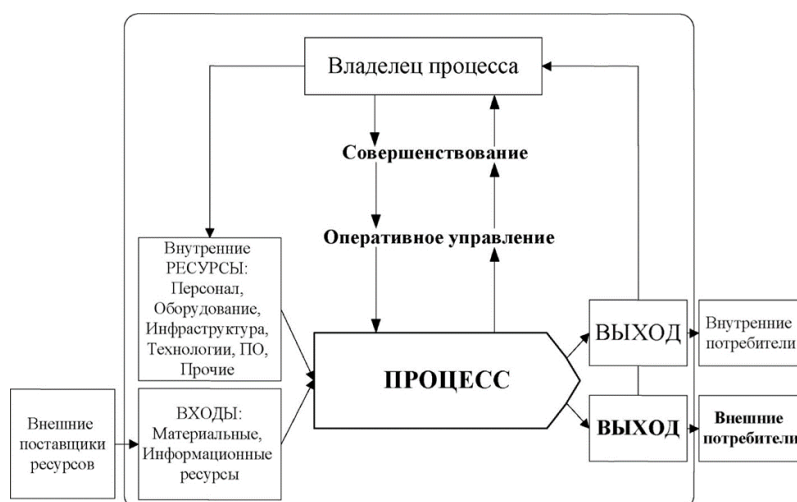 Владелец процесса
Совершенствование
Оперативное управление
Внутренние
РЕСУРСЫ:
Персонал,
Оборудование,
Инфраструктура,
Технологии, ПО,
Прочие
ПРОЦЕСС
ВЫХОД
Внутренние
потребители
Внешние
поставщики
ресурсов
ВХОДЫ:
Материальные,
Информационные
ресурсы
ВЫХОД
Внешние
потребители